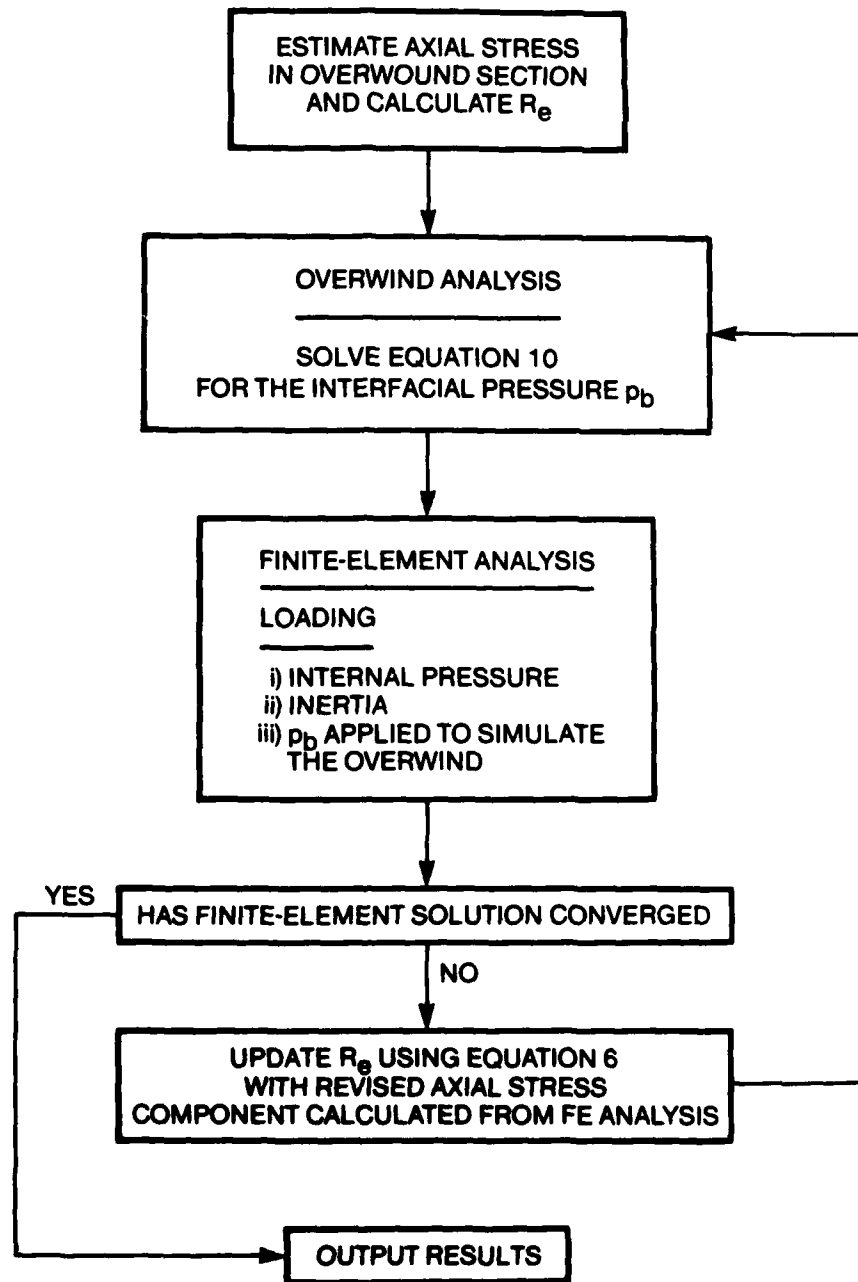 ESTIMATE AXIAL STRESS
IN OVERWOUND SECTION
AND CALCULATE Re
OVERWIND ANALYSIS
SOLVE EQUATION 10
FOR THE INTERFACIAL PRESSURE pb
FINITE-ELEMENT ANALYSIS
LOADING
i) INTERNAL PRESSURE
ii) INERTIA
iii) pb APPLIED TO SIMULATE
THE OVERWIND
YES
HAS FINITE-ELEMENT SOLUTION CONVERGED
NO
UPDATE Re USING EQUATION 6
WITH REVISED AXIAL STRESS
COMPONENT CALCULATED FROM FE ANALYSIS
OUTPUT RESULTS